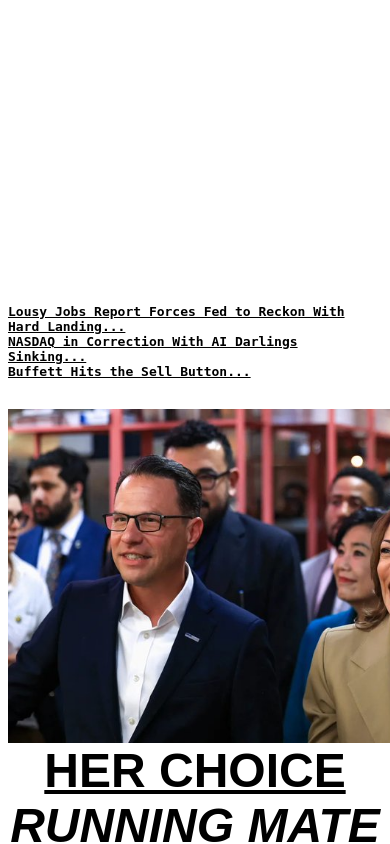 Lousy Jobs Report Forces Fed to Reckon With
Hard Landing...
NASDAQ in Correction With AI Darlings
Sinking...
Buffett Hits the Sell Button...
HER CHOICE
RUNNING MATE